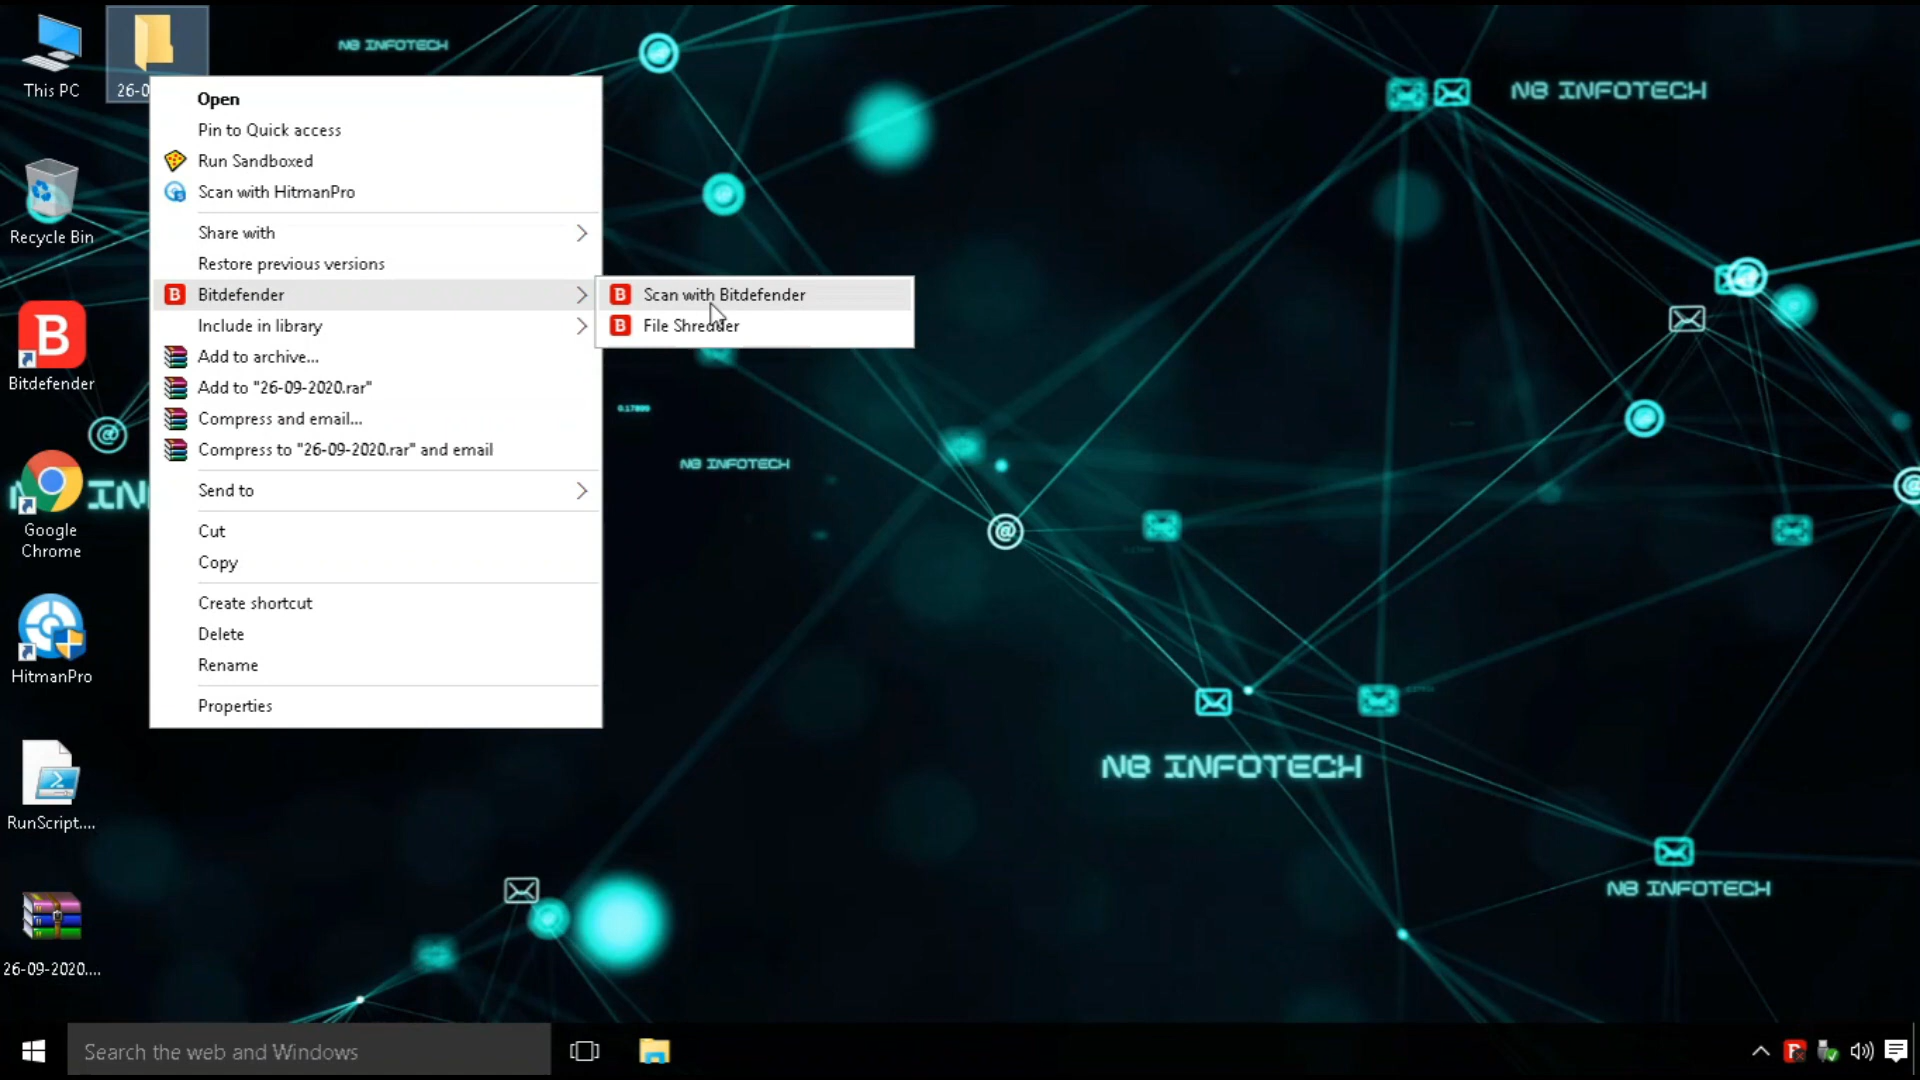 This PC
26-0
Recycle Bin
Bitdefender
Google
Chrome
HitmanPro
RunScript....
26-09-2020....
Open
Pin to Quick access
Run Sandboxed
Scan with HitmanPro
Share with
Restore previous versions
Bitdefender
Include in library
Add to archive...
Add to "26-09-2020.rar"
Compress and email...
Compress to "26-09-2020.rar" and email
Send to
Cut
Copy
Create shortcut
Delete
Rename
Properties
Scan with Bitdefender
File Shredder
NB INFOTECH
NB INFOTECH
0.17899
NB INFOTECH
NB INFOTECH
NB INFOTECH
Search the web and Windows